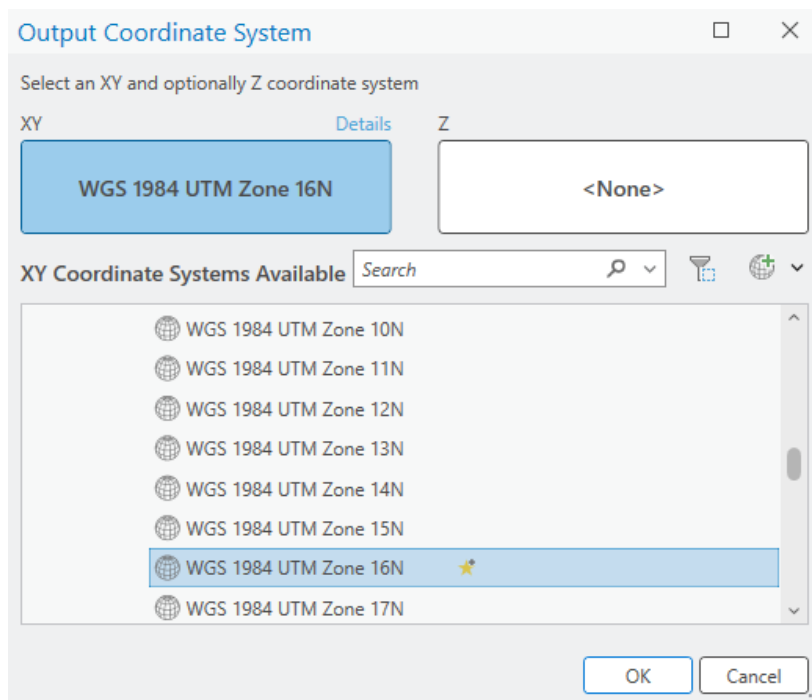 Output Coordinate System
Select an XY and optionally Z coordinate system
XY Details Z
WGS 1984 UTM Zone 16N <None>
XY Coordinate Systems Available Search
WGS 1984 UTM Zone 10N
WGS 1984 UTM Zone 11N
WGS 1984 UTM Zone 12N
WGS 1984 UTM Zone 13N
WGS 1984 UTM Zone 14N
WGS 1984 UTM Zone 15N
WGS 1984 UTM Zone 16N
WGS 1984 UTM Zone 17N
OK Cancel